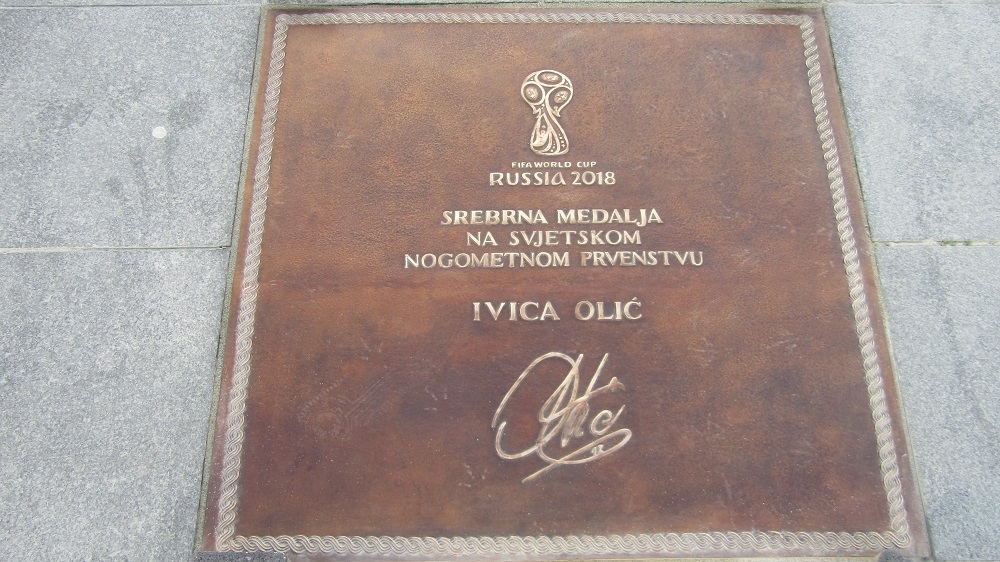 FIFA WORLD CUP
RUSSIA 2018
SREBRNA MEDALJA
NA SVJETSKOM
NOGOMETNOM PRVENSTVU
IVICA OLIĆ